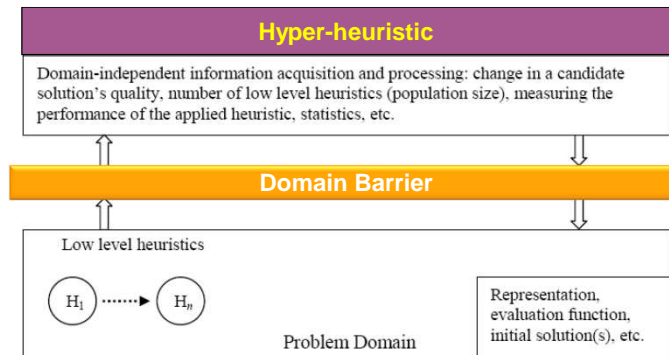 Hyper-heuristic
Domain-independent information acquisition and processing: change in a candidate
solution's quality, number of low level heuristics (population size), measuring the
performance of the applied heuristic, statistics, etc.
Domain Barrier
Low level heuristics
H1
Hn
Representation,
evaluation function,
initial solution(s), etc.
Problem Domain